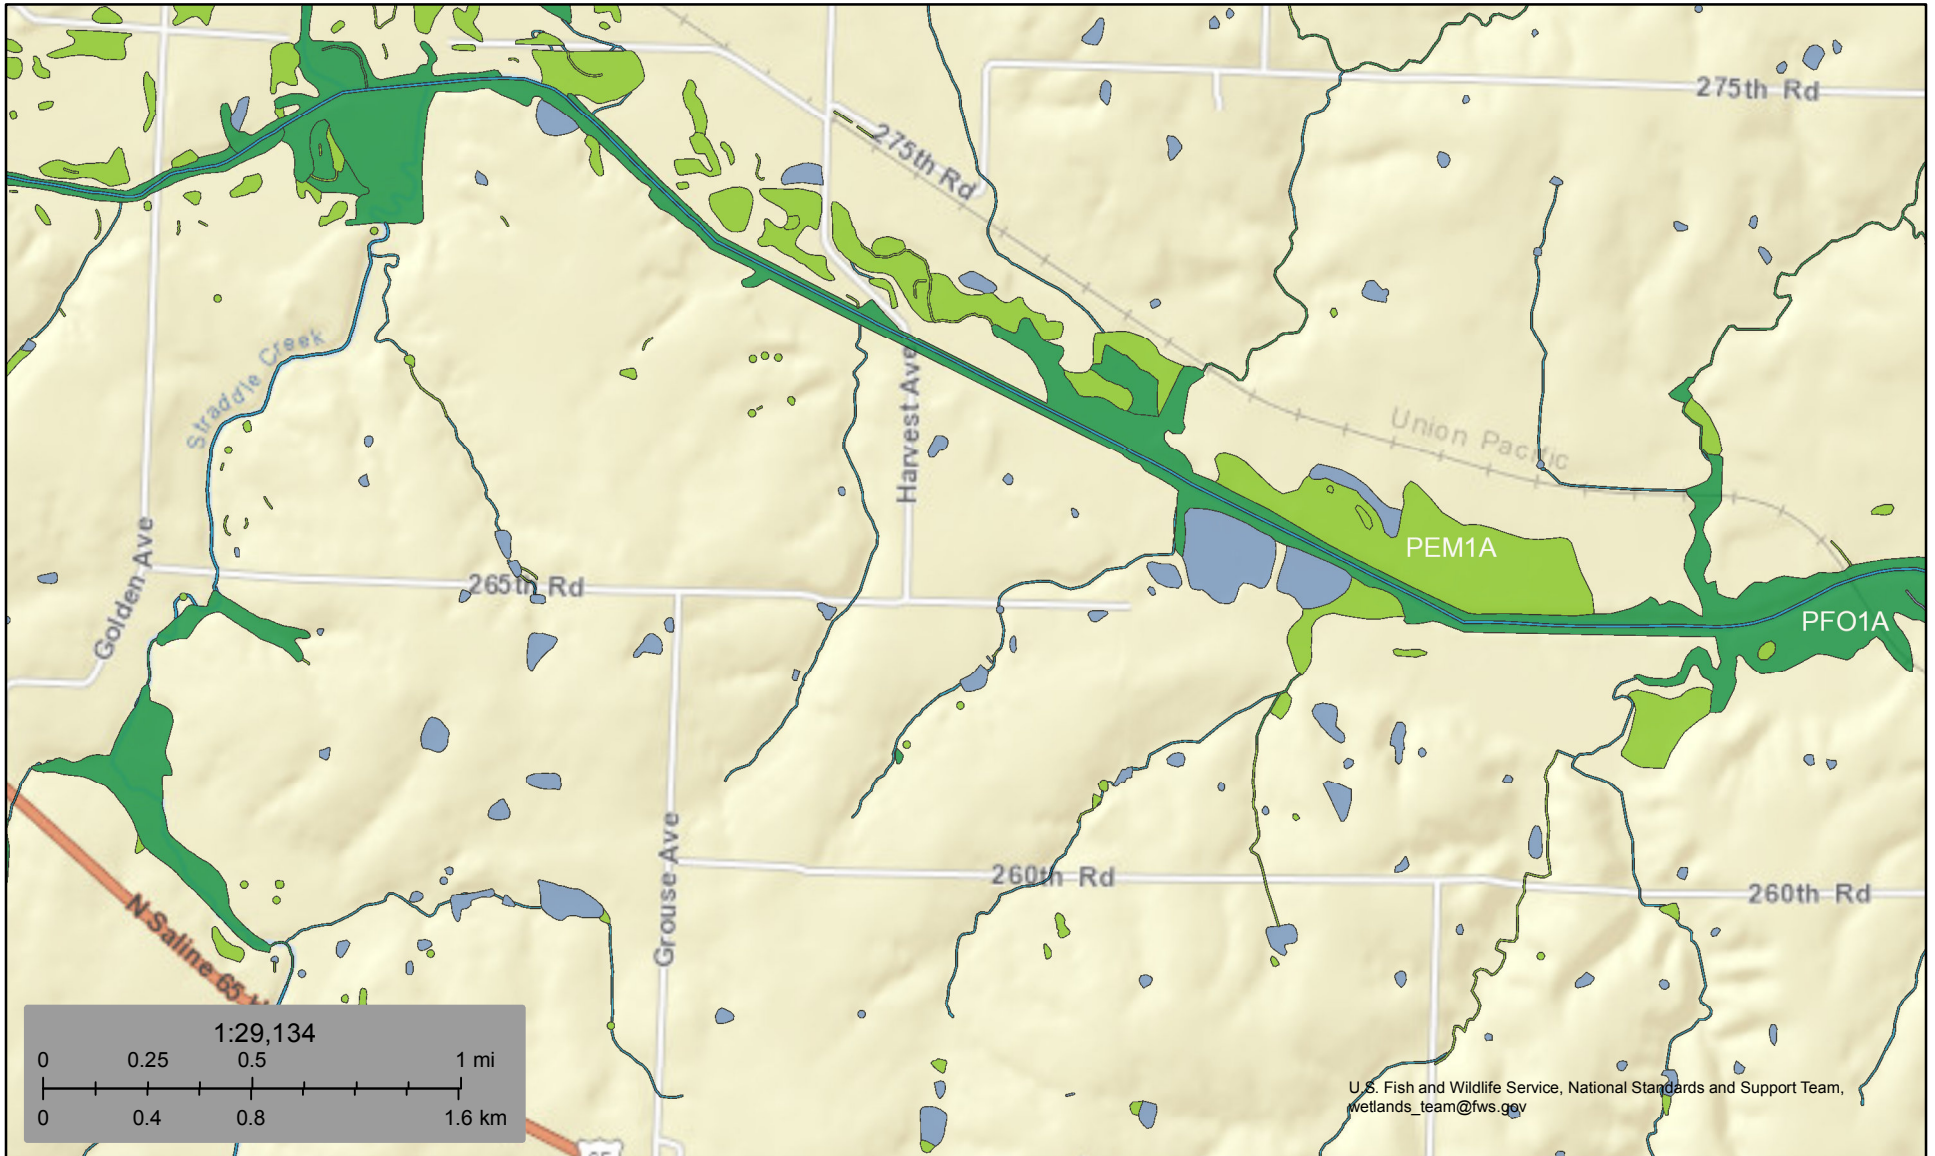 275th Rd
275th Rd
Straddle Creek
Harvest Ave
Union Pacific
Golden Ave
265th Rd
PEM1A
PFO1A
Grouse Ave
260th Rd
260th Rd
N Saline 65
1:29,134
0 0.25 0.5 1 mi
0 0.4 0.8 1.6 km
U.S. Fish and Wildlife Service, National Standards and Support Team,
wetlands_team@fws.gov